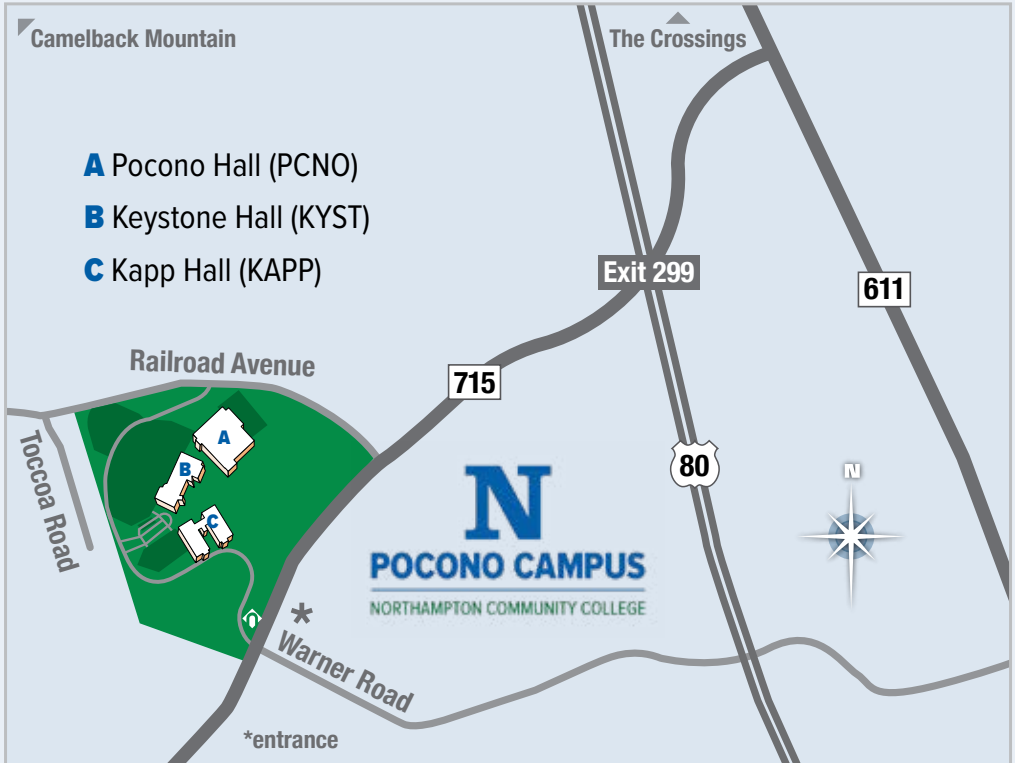 Camelback Mountain
The Crossings
A Pocono Hall (PCNO)
B Keystone Hall (KYST)
C Kapp Hall (KAPP)
Exit 299
611
Railroad Avenue
715
A
B
C
Toccoa Road
80
N
N
POCONO CAMPUS
NORTHAMPTON COMMUNITY COLLEGE
*
Warner Road
*entrance